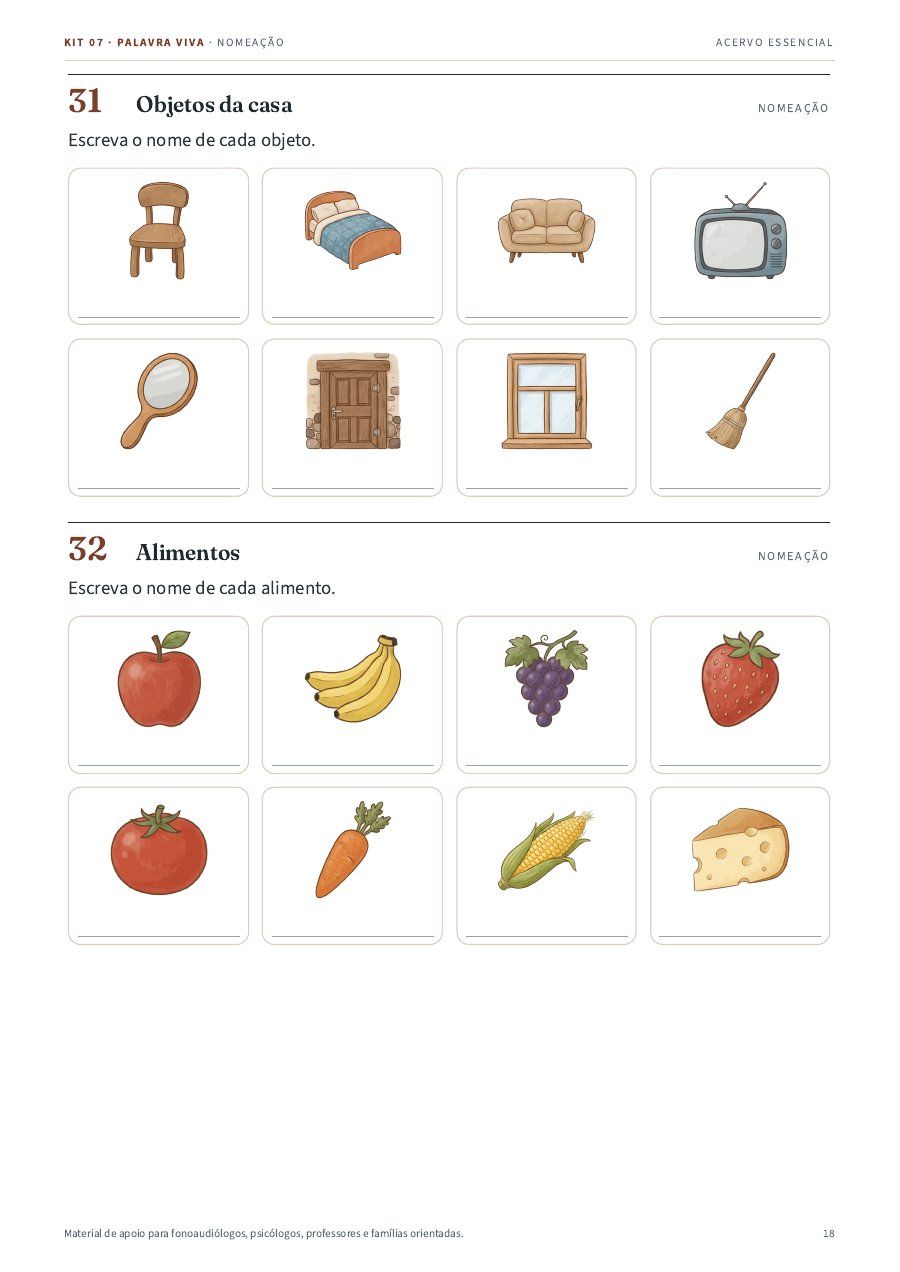 KIT 07 · PALAVRA VIVA · NOMEAÇÃO
ACERVO ESSENCIAL
31 Objetos da casa
NOMEAÇÃO
Escreva o nome de cada objeto.
32 Alimentos
NOMEAÇÃO
Escreva o nome de cada alimento.
Material de apoio para fonoaudiólogos, psicólogos, professores e famílias orientadas.
18